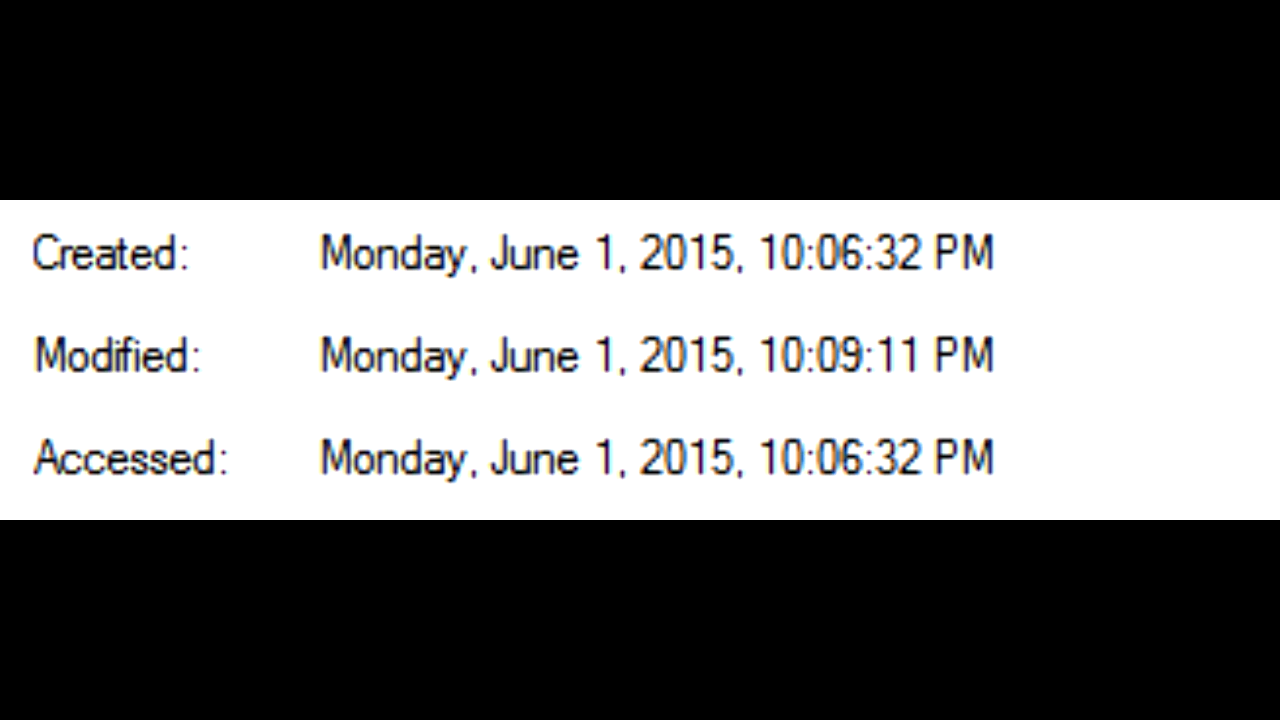 Created: Monday, June 1, 2015, 10:06:32 PM
Modified: Monday, June 1, 2015, 10:09:11 PM
Accessed: Monday, June 1, 2015, 10:06:32 PM